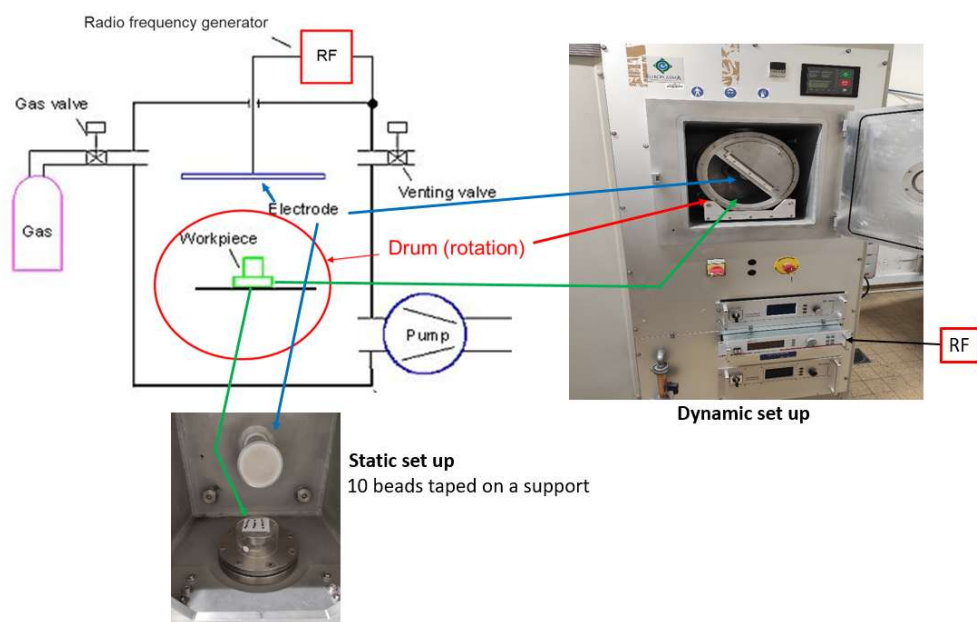 Radio frequency generator
RF
Gas valve
Venting valve
Electrode
Gas
Workpiece
Drum (rotation)
Pump
RF
Dynamic set up
Static set up
10 beads taped on a support